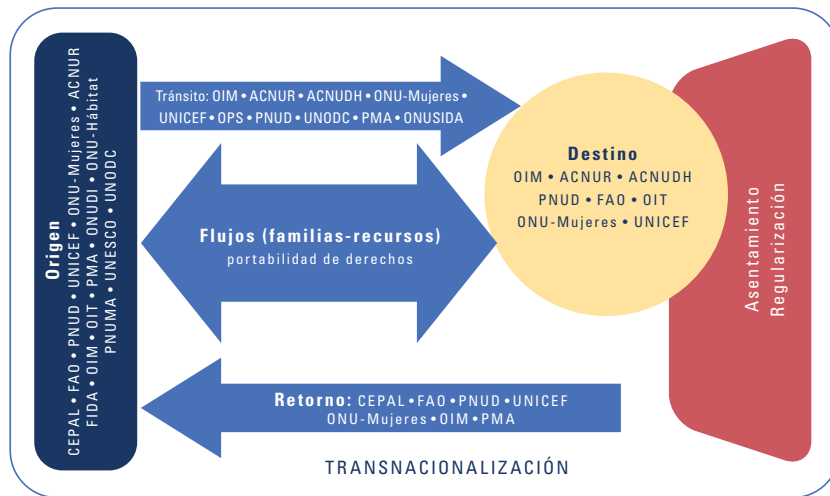 Origen
CEPAL • FAO • PNUD • UNICEF • ONU-Mujeres • ACNUR
FIDA • OIM • OIT • PMA • ONUDI • ONU-Hábitat
PNUMA • UNESCO • UNODC
Tránsito: OIM • ACNUR • ACNUDH • ONU-Mujeres •
UNICEF • OPS • PNUD • UNODC • PMA • ONUSIDA
Flujos (familias-recursos)
portabilidad de derechos
Destino
OIM • ACNUR • ACNUDH
PNUD • FAO • OIT
ONU-Mujeres • UNICEF
Asentamiento
Regularización
Retorno: CEPAL • FAO • PNUD • UNICEF
ONU-Mujeres • OIM • PMA
TRANSNACIONALIZACIÓN